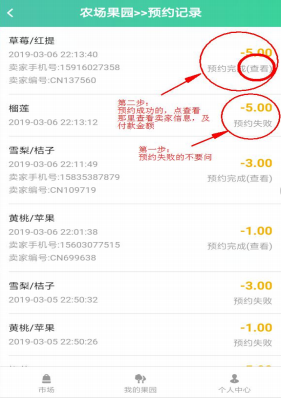 农场果园>>预约记录
草莓/红提
-5.00
2019-03-06 22:13:40
卖家手机号:15916027358
预约完成(查看)
卖家编号:CN137560
第二步:
预约成功的,点查看
那里查看卖家信息,及
付款金额
榴莲
-5.00
2019-03-06 22:13:12
预约失败
第一步:
预约失败的不要问
雪梨/桔子
2019-03-06 22:11:49
-3.00
卖家手机号:15835387879
预约完成(查看)
卖家编号:CN109719
黄桃/苹果
2019-03-06 22:01:38
-1.00
卖家手机号:15603077515
预约完成(查看)
卖家编号:CN699638
雪梨/桔子
-3.00
2019-03-05 22:50:32
预约失败
黄桃/苹果
-1.00
2019-03-05 22:50:26
预约失败
市场
我的果园
个人中心